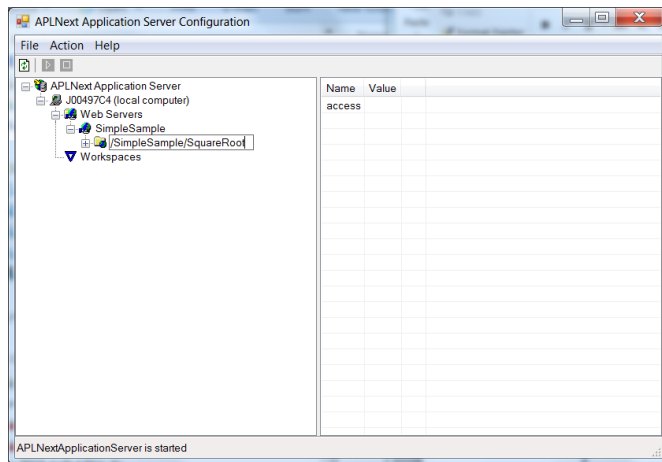 APLNext Application Server Configuration
File Action Help
APLNext Application Server
J00497C4 (local computer)
Web Servers
SimpleSample
/SimpleSample/SquareRoot
Workspaces
Name Value
access
APLNextApplicationServer is started